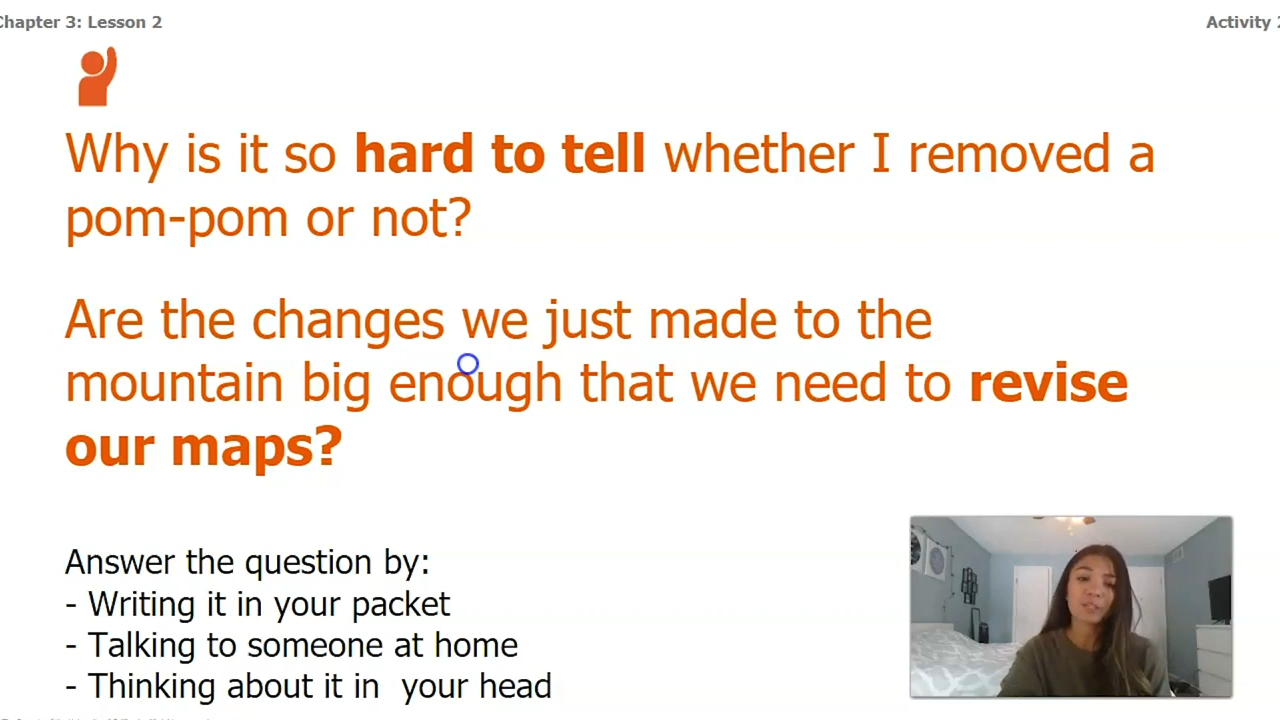 Chapter 3: Lesson 2
Activity 2
Why is it so hard to tell whether I removed a
pom-pom or not?
Are the changes we just made to the
mountain big enough that we need to revise
our maps?
Answer the question by:
- Writing it in your packet
- Talking to someone at home
- Thinking about it in your head